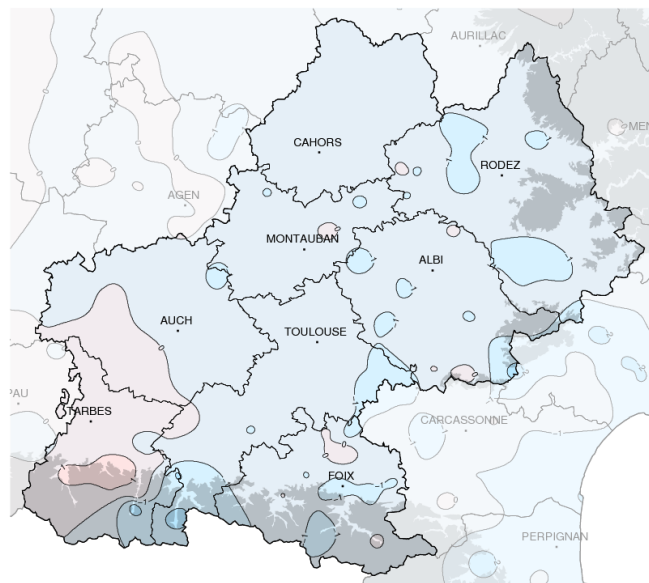 AURILLAC
MEN
CAHORS
RODEZ
AGEN
MONTAUBAN
ALBI
AUCH
TOULOUSE
PAU
TARBES
CARCASSONNE
FOIX
PERPIGNAN